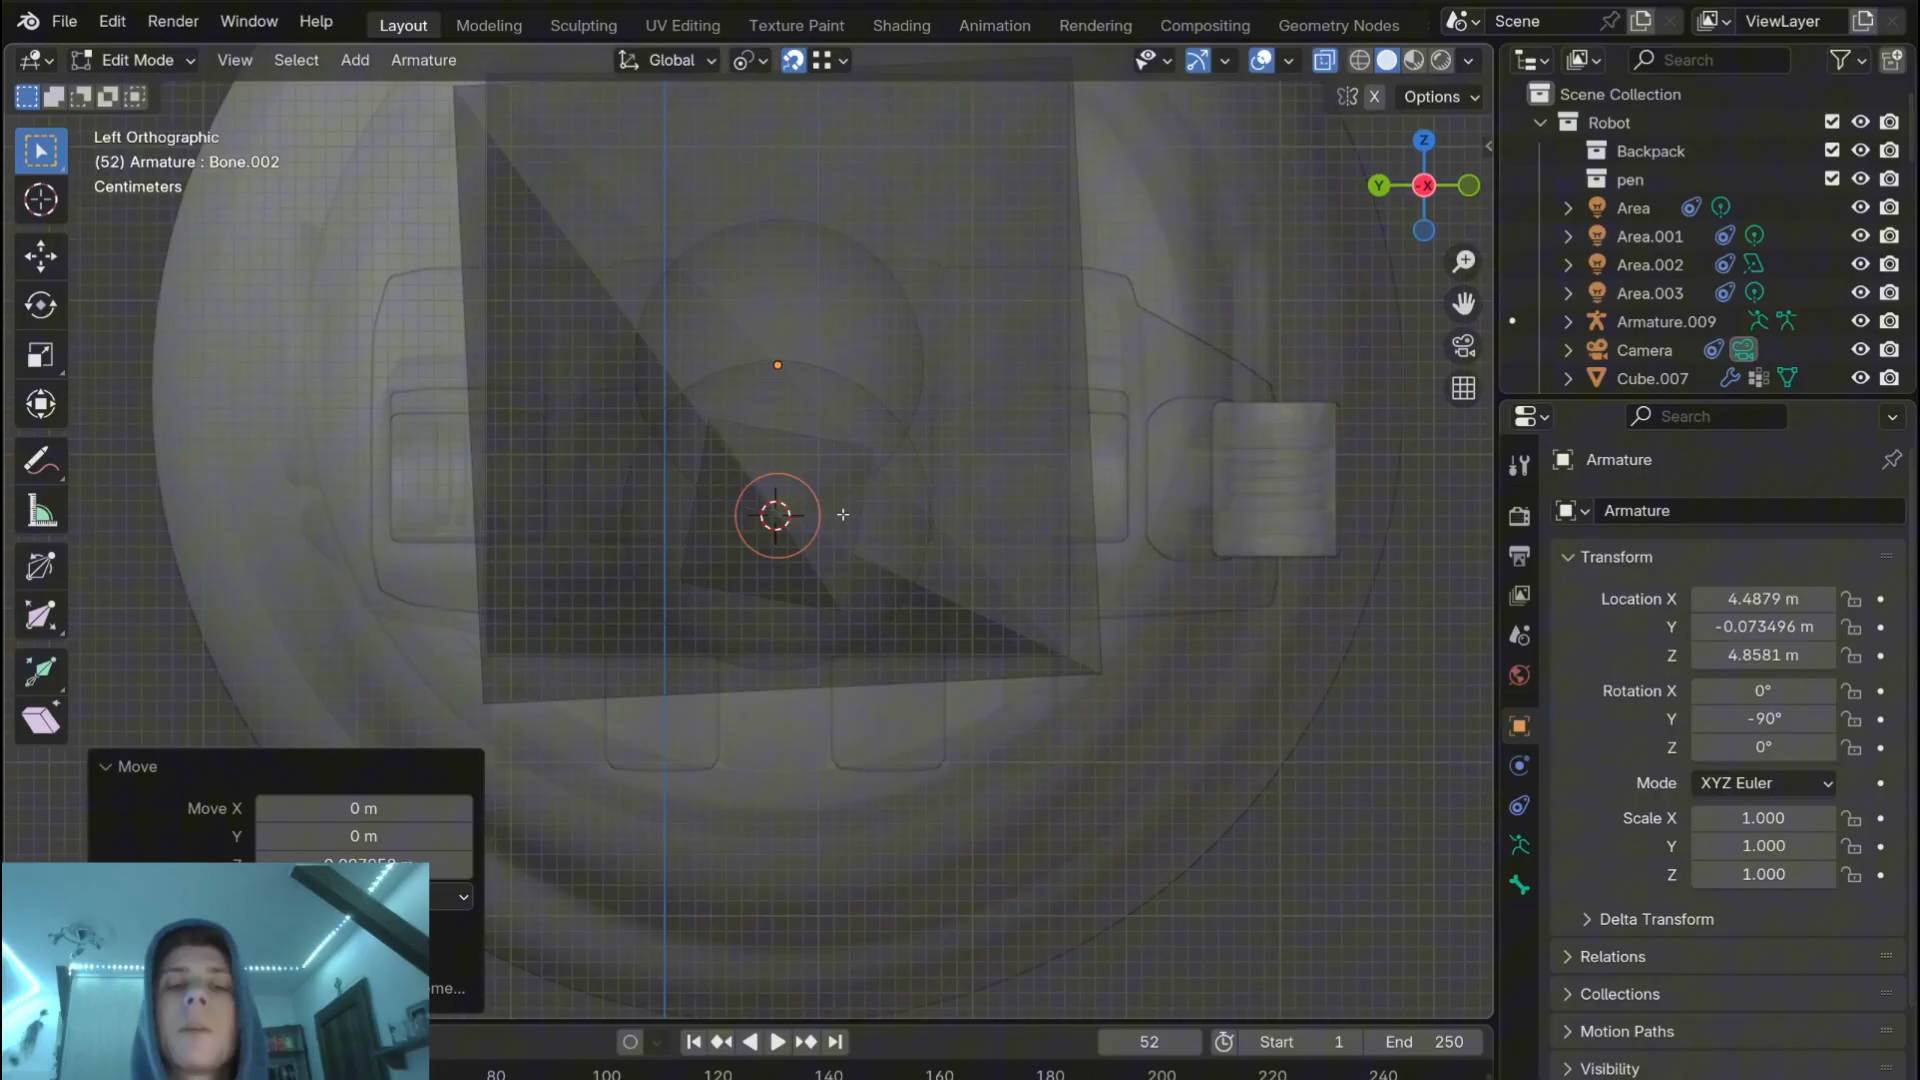 File Edit Render Window Help
Layout Modeling Sculpting UV Editing Texture Paint Shading Animation Rendering Compositing Geometry Nodes
Scene
ViewLayer
Edit Mode View Select Add Armature
Global
X Options
Left Orthographic
(52) Armature : Bone.002
Centimeters
Z
Y
-X
Search
Scene Collection
Robot
Backpack
pen
Area
Area.001
Area.002
Area.003
Armature.009
Camera
Cube.007
Search
Armature
Armature
Transform
Location X 4.4879 m
Y -0.073496 m
Z 4.8581 m
Rotation X 0°
Y -90°
Z 0°
Mode XYZ Euler
Scale X 1.000
Y 1.000
Z 1.000
Delta Transform
Relations
Collections
Motion Paths
Visibility
Move
Move X 0 m
Y 0 m
eme...
52 Start 1 End 250
80 100 120 140 160 180 200 220 240